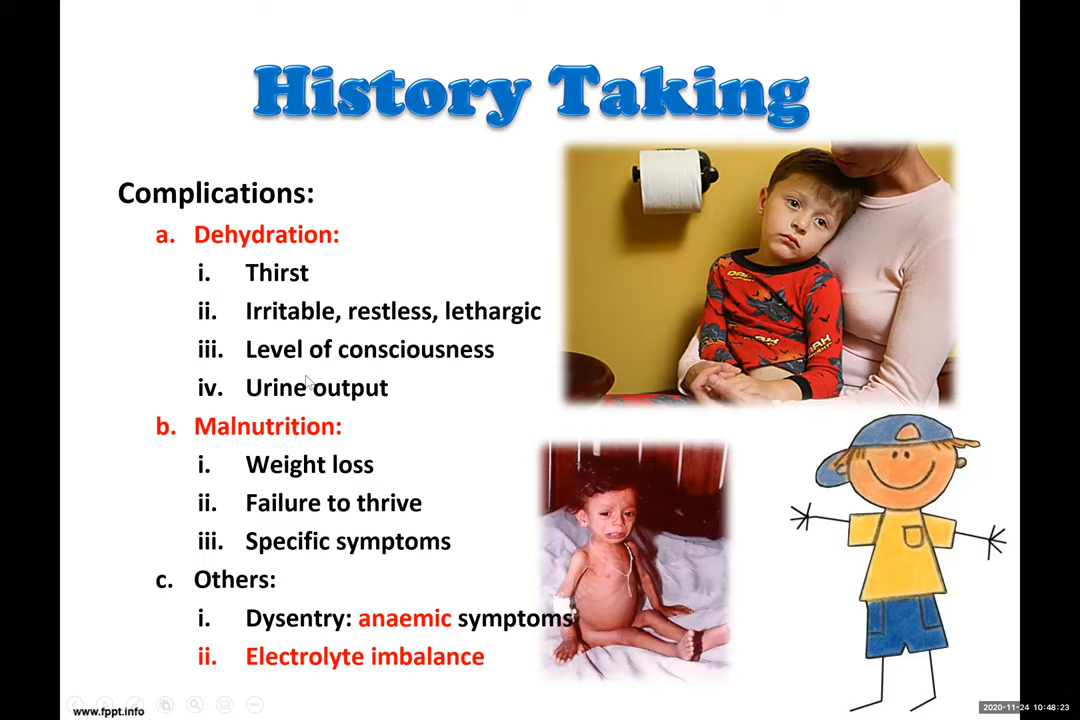 History Taking
Complications:
a. Dehydration:
i. Thirst
ii. Irritable, restless, lethargic
iii. Level of consciousness
iv. Urine output
b. Malnutrition:
i. Weight loss
ii. Failure to thrive
iii. Specific symptoms
c. Others:
i. Dysentry: anaemic symptoms
ii. Electrolyte imbalance
www.fppt.info
2020-11-24 10:48:23